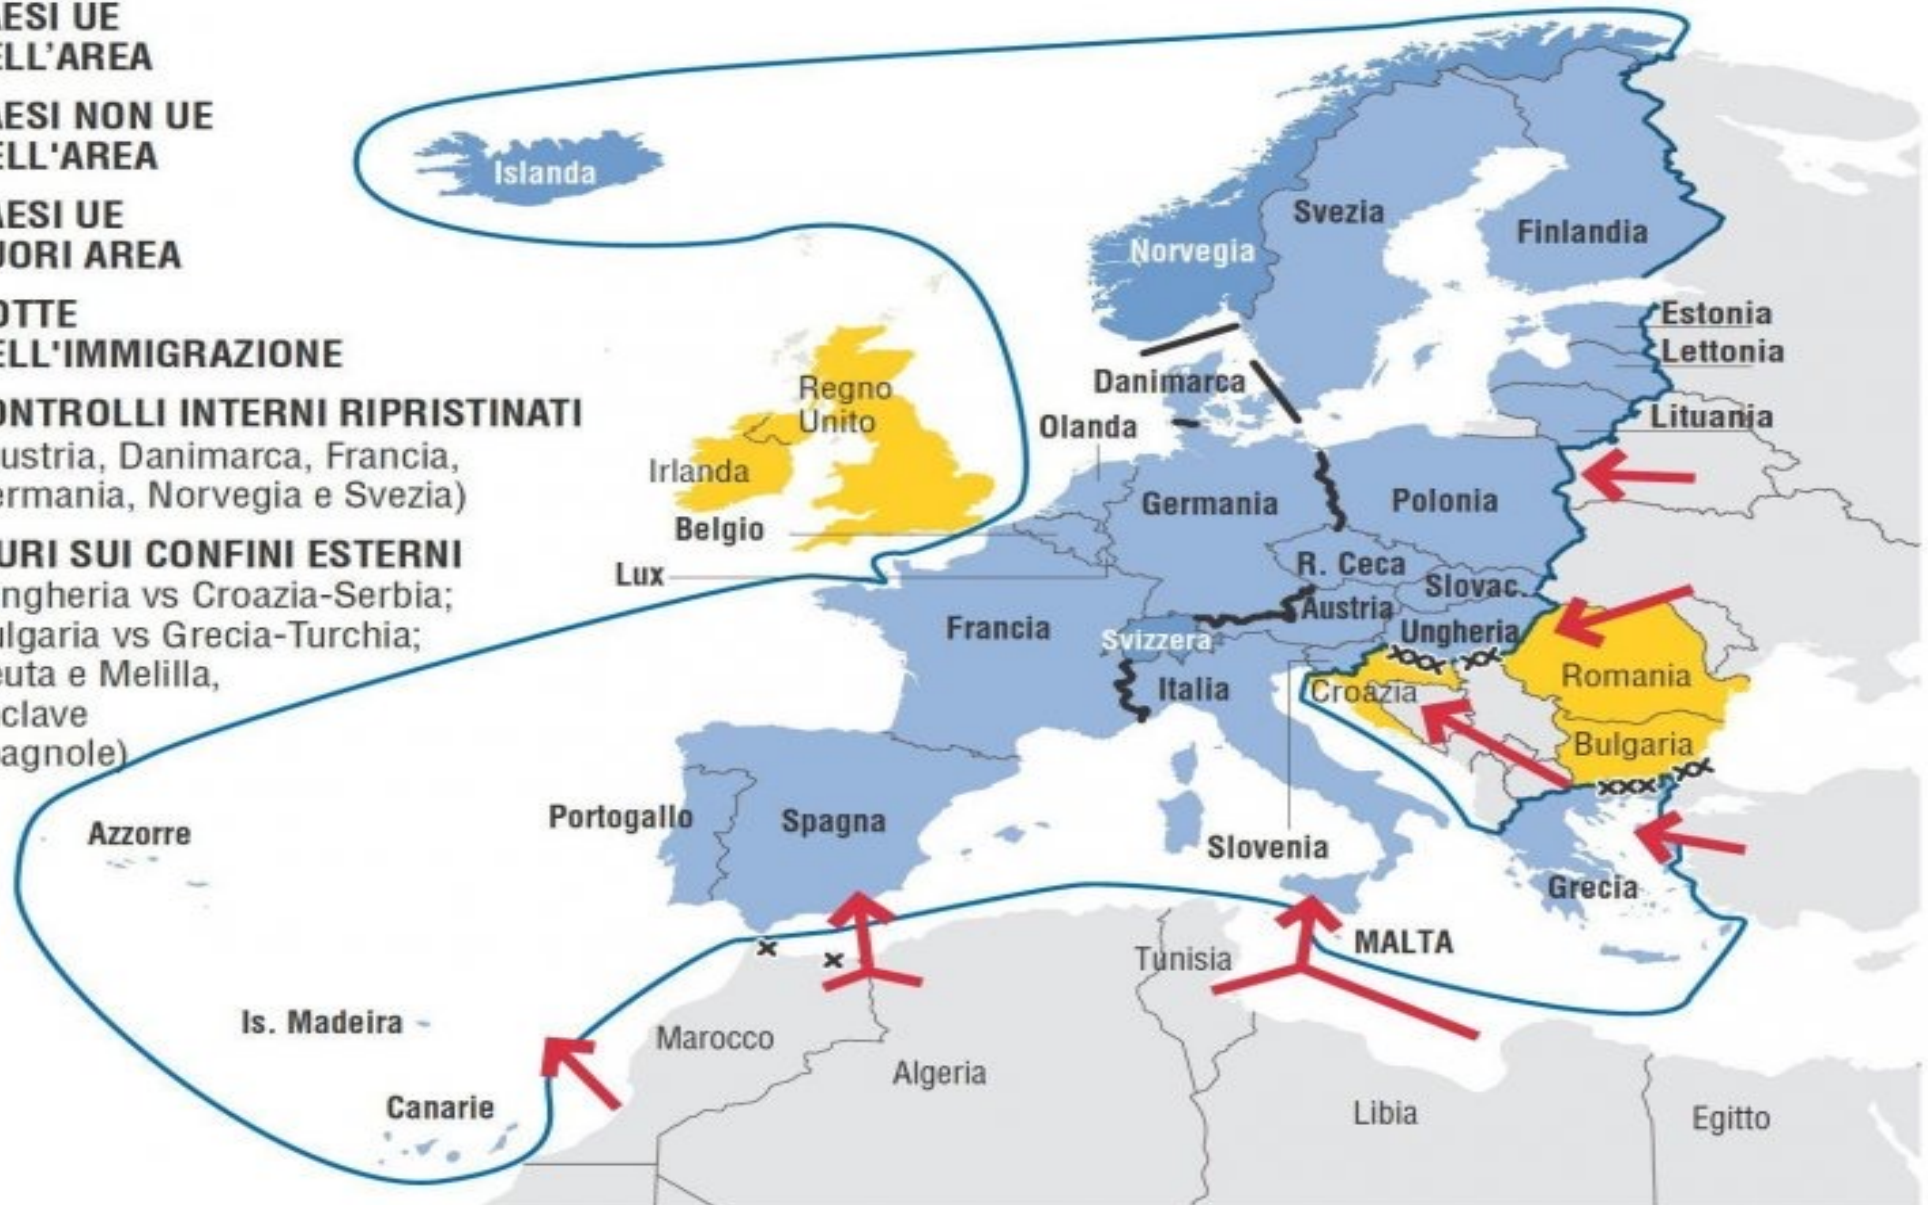 AESI UE
ELL'AREA
AESI NON UE
ELL'AREA
AESI UE
UORI AREA
OTTE
ELL'IMMIGRAZIONE
ONTROLLI INTERNI RIPRISTINATI
ustria, Danimarca, Francia,
ermania, Norvegia e Svezia)
URI SUI CONFINI ESTERNI
ngheria vs Croazia-Serbia;
ulgaria vs Grecia-Turchia;
euta e Melilla,
clave
agnole)
Islanda
Norvegia
Svezia
Finlandia
Estonia
Lettonia
Lituania
Danimarca
Olanda
Regno
Unito
Irlanda
Belgio
Lux
Germania
Polonia
R. Ceca
Slovac.
Austria
Ungheria
Francia
Svizzera
Italia
Croazia
Romania
Bulgaria
Portogallo
Spagna
Slovenia
Grecia
MALTA
Azzorre
Is. Madeira
Canarie
Marocco
Algeria
Tunisia
Libia
Egitto